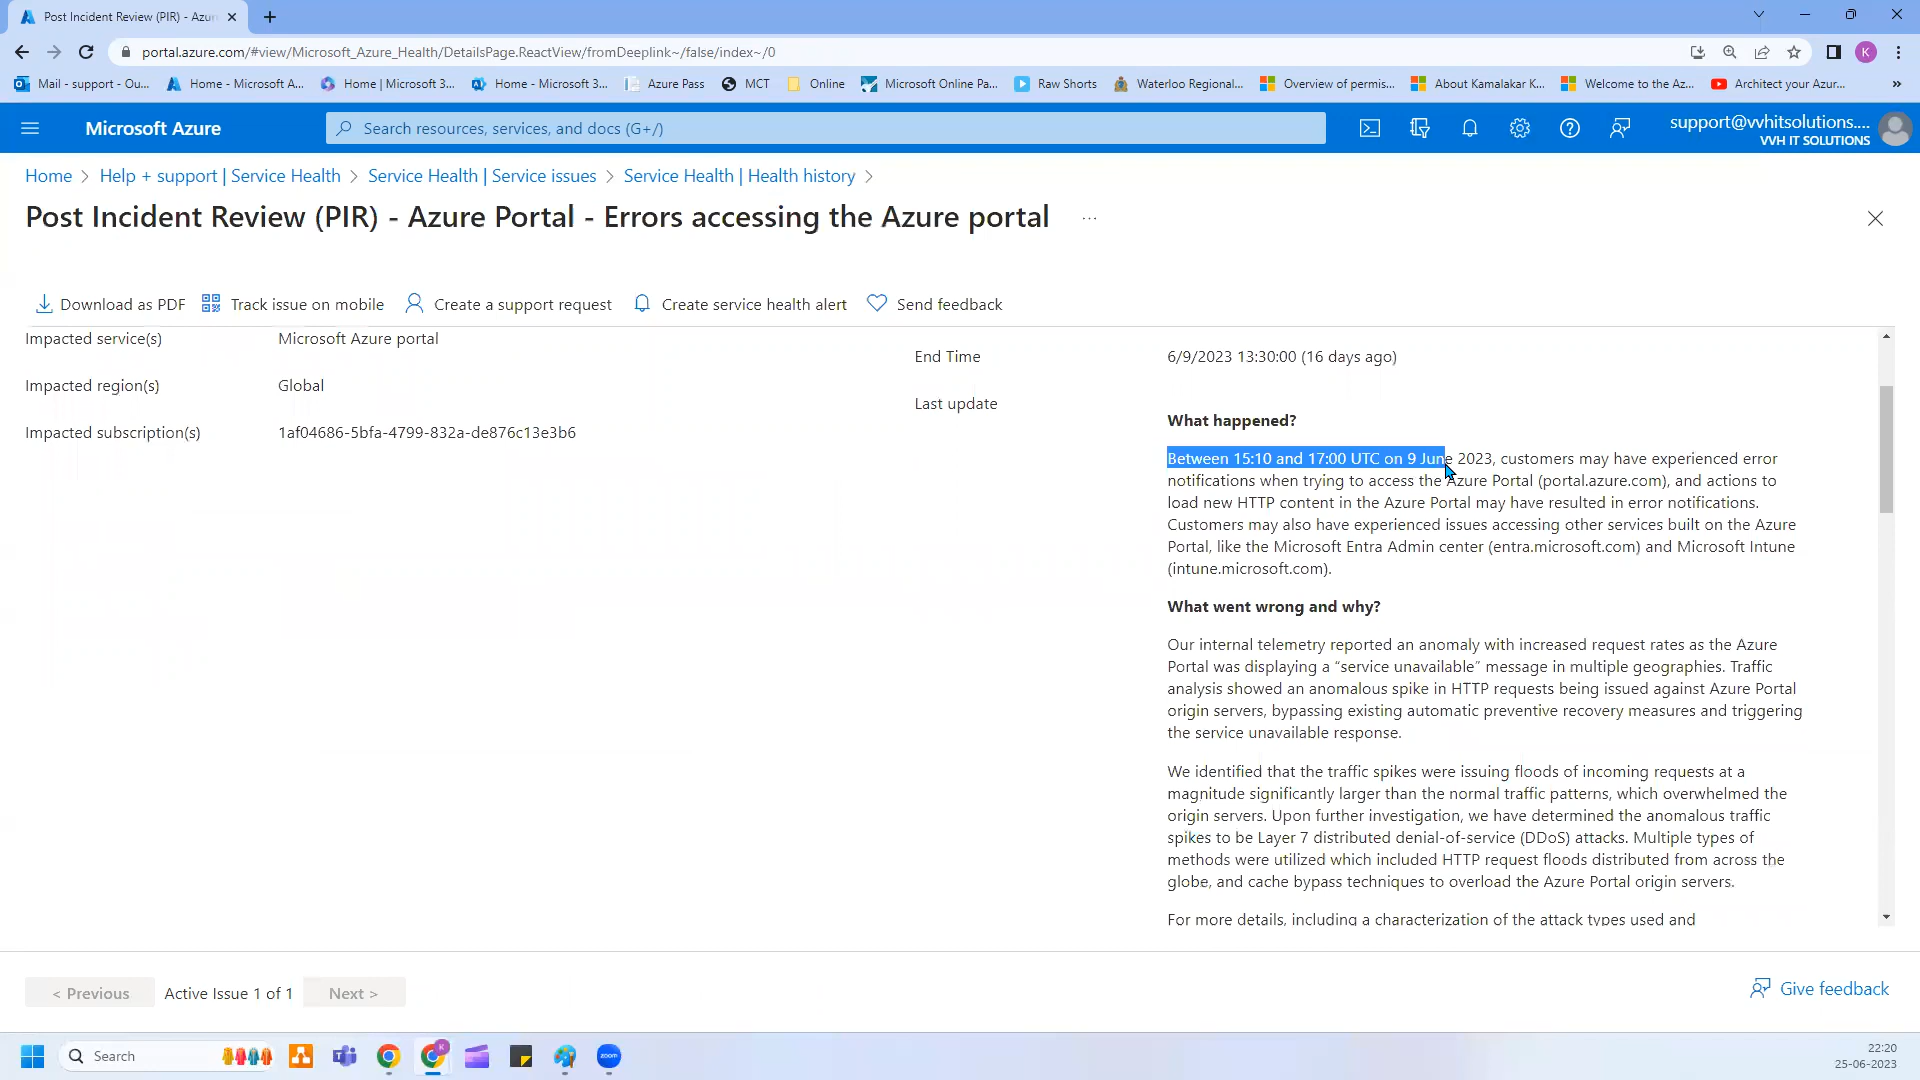 Post Incident Review (PIR) - Azu
portal.azure.com/#view/Microsoft_Azure_Health/DetailsPage.ReactView/fromDeeplink~/false/index~/0
K
Mail - support - Ou...
Home - Microsoft A...
Home | Microsoft 3...
Home - Microsoft 3...
Azure Pass
MCT
Online
Microsoft Online Pa...
Raw Shorts
Waterloo Regional...
Overview of permis...
About Kamalakar K...
Welcome to the Az...
Architect your Azur...
»
Microsoft Azure
Search resources, services, and docs (G+/)
support@vvhitsolutions....
VVH IT SOLUTIONS
Home > Help + support | Service Health > Service Health | Service issues > Service Health | Health history >
Post Incident Review (PIR) - Azure Portal - Errors accessing the Azure portal ...
Download as PDF
Track issue on mobile
Create a support request
Create service health alert
Send feedback
Impacted service(s) Microsoft Azure portal
Impacted region(s) Global
Impacted subscription(s) 1af04686-5bfa-4799-832a-de876c13e3b6
End Time 6/9/2023 13:30:00 (16 days ago)
Last update
What happened?
Between 15:10 and 17:00 UTC on 9 June 2023, customers may have experienced error
notifications when trying to access the Azure Portal (portal.azure.com), and actions to
load new HTTP content in the Azure Portal may have resulted in error notifications.
Customers may also have experienced issues accessing other services built on the Azure
Portal, like the Microsoft Entra Admin center (entra.microsoft.com) and Microsoft Intune
(intune.microsoft.com).
What went wrong and why?
Our internal telemetry reported an anomaly with increased request rates as the Azure
Portal was displaying a “service unavailable” message in multiple geographies. Traffic
analysis showed an anomalous spike in HTTP requests being issued against Azure Portal
origin servers, bypassing existing automatic preventive recovery measures and triggering
the service unavailable response.
We identified that the traffic spikes were issuing floods of incoming requests at a
magnitude significantly larger than the normal traffic patterns, which overwhelmed the
origin servers. Upon further investigation, we have determined the anomalous traffic
spikes to be Layer 7 distributed denial-of-service (DDoS) attacks. Multiple types of
methods were utilized which included HTTP request floods distributed from across the
globe, and cache bypass techniques to overload the Azure Portal origin servers.
For more details, including a characterization of the attack types used and
< Previous
Active Issue 1 of 1
Next >
Give feedback
Search
K
zoom
22:20
25-06-2023